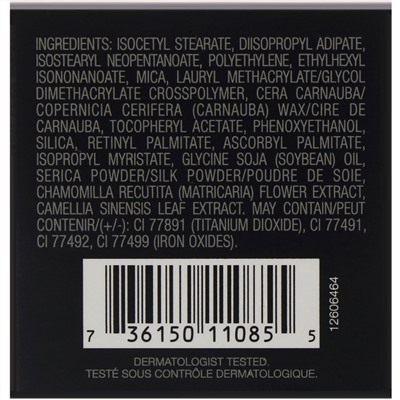 INGREDIENTS: ISOCETYL STEARATE, DIISOPROPYL ADIPATE,
ISOSTEARYL NEOPENTANOATE, POLYETHYLENE, ETHYLHEXYL
ISONONANOATE, MICA, LAURYL METHACRYLATE/GLYCOL
DIMETHACRYLATE CROSSPOLYMER, CERA CARNAUBA/
COPERNICIA CERIFERA (CARNAUBA) WAX/CIRE DE
CARNAUBA, TOCOPHERYL ACETATE, PHENOXYETHANOL,
SILICA, RETINYL PALMITATE, ASCORBYL PALMITATE,
ISOPROPYL MYRISTATE, GLYCINE SOJA (SOYBEAN) OIL,
SERICA POWDER/SILK POWDER/POUDRE DE SOIE,
CHAMOMILLA RECUTITA (MATRICARIA) FLOWER EXTRACT,
CAMELLIA SINENSIS LEAF EXTRACT. MAY CONTAIN/PEUT
CONTENIR/(+/-): CI 77891 (TITANIUM DIOXIDE), CI 77491,
CI 77492, CI 77499 (IRON OXIDES).
12606464
7 36150 11085 5
DERMATOLOGIST TESTED.
TESTÉ SOUS CONTRÔLE DERMATOLOGIQUE.